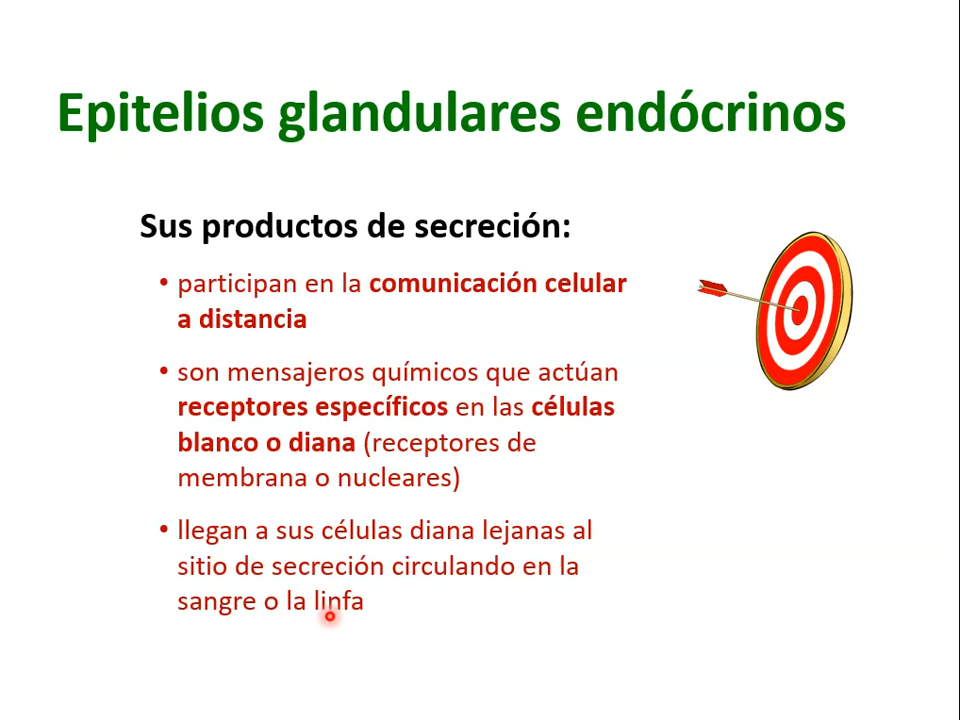 Epitelios glandulares endócrinos
Sus productos de secreción:
• participan en la comunicación celular
a distancia
• son mensajeros químicos que actúan
receptores específicos en las células
blanco o diana (receptores de
membrana o nucleares)
• llegan a sus células diana lejanas al
sitio de secreción circulando en la
sangre o la linfa